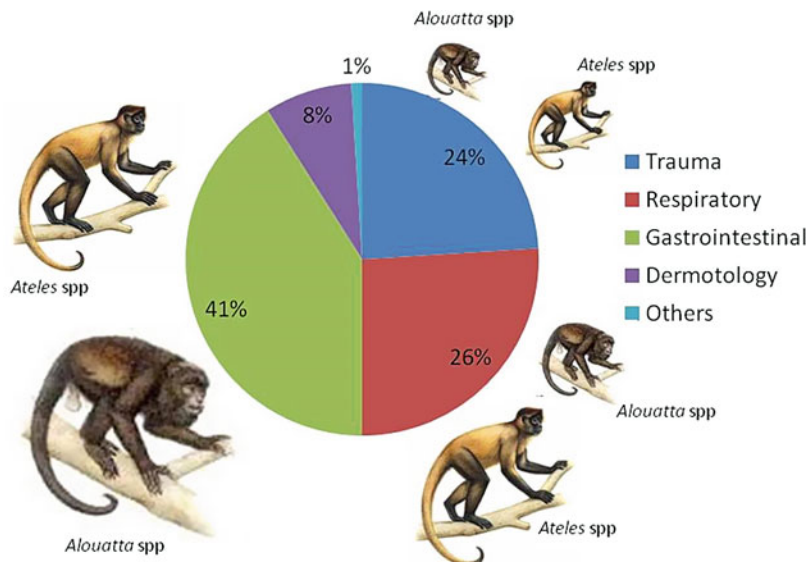 Alouatta spp
Ateles spp
1%
8%
24%
Trauma
Respiratory
Gastrointestinal
Dermotology
Others
Ateles spp
41%
26%
Alouatta spp
Ateles spp
Alouatta spp